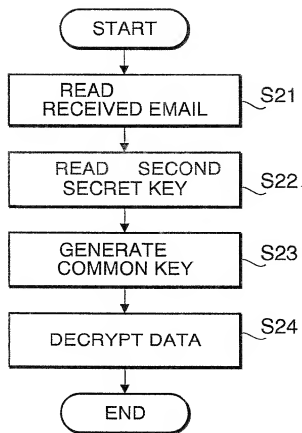 START
READ
RECEIVED EMAIL
S21
READ SECOND
SECRET KEY
S22
GENERATE
COMMON KEY
S23
DECRYPT DATA
S24
END